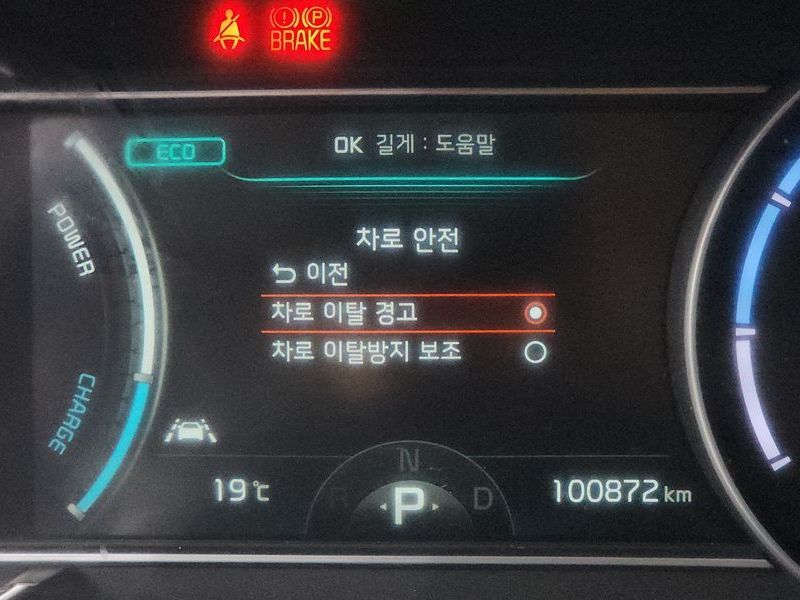 BRAKE
ECO
OK 길게 : 도움말
POWER
차로 안전
이전
차로 이탈 경고
차로 이탈방지 보조
CHARGE
N
19℃
R P D
100872 km